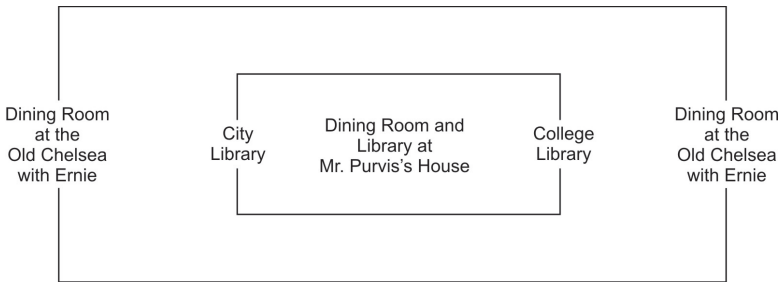 Dining Room
at the
Old Chelsea
with Ernie
City
Library
Dining Room and
Library at
Mr. Purvis's House
College
Library
Dining Room
at the
Old Chelsea
with Ernie